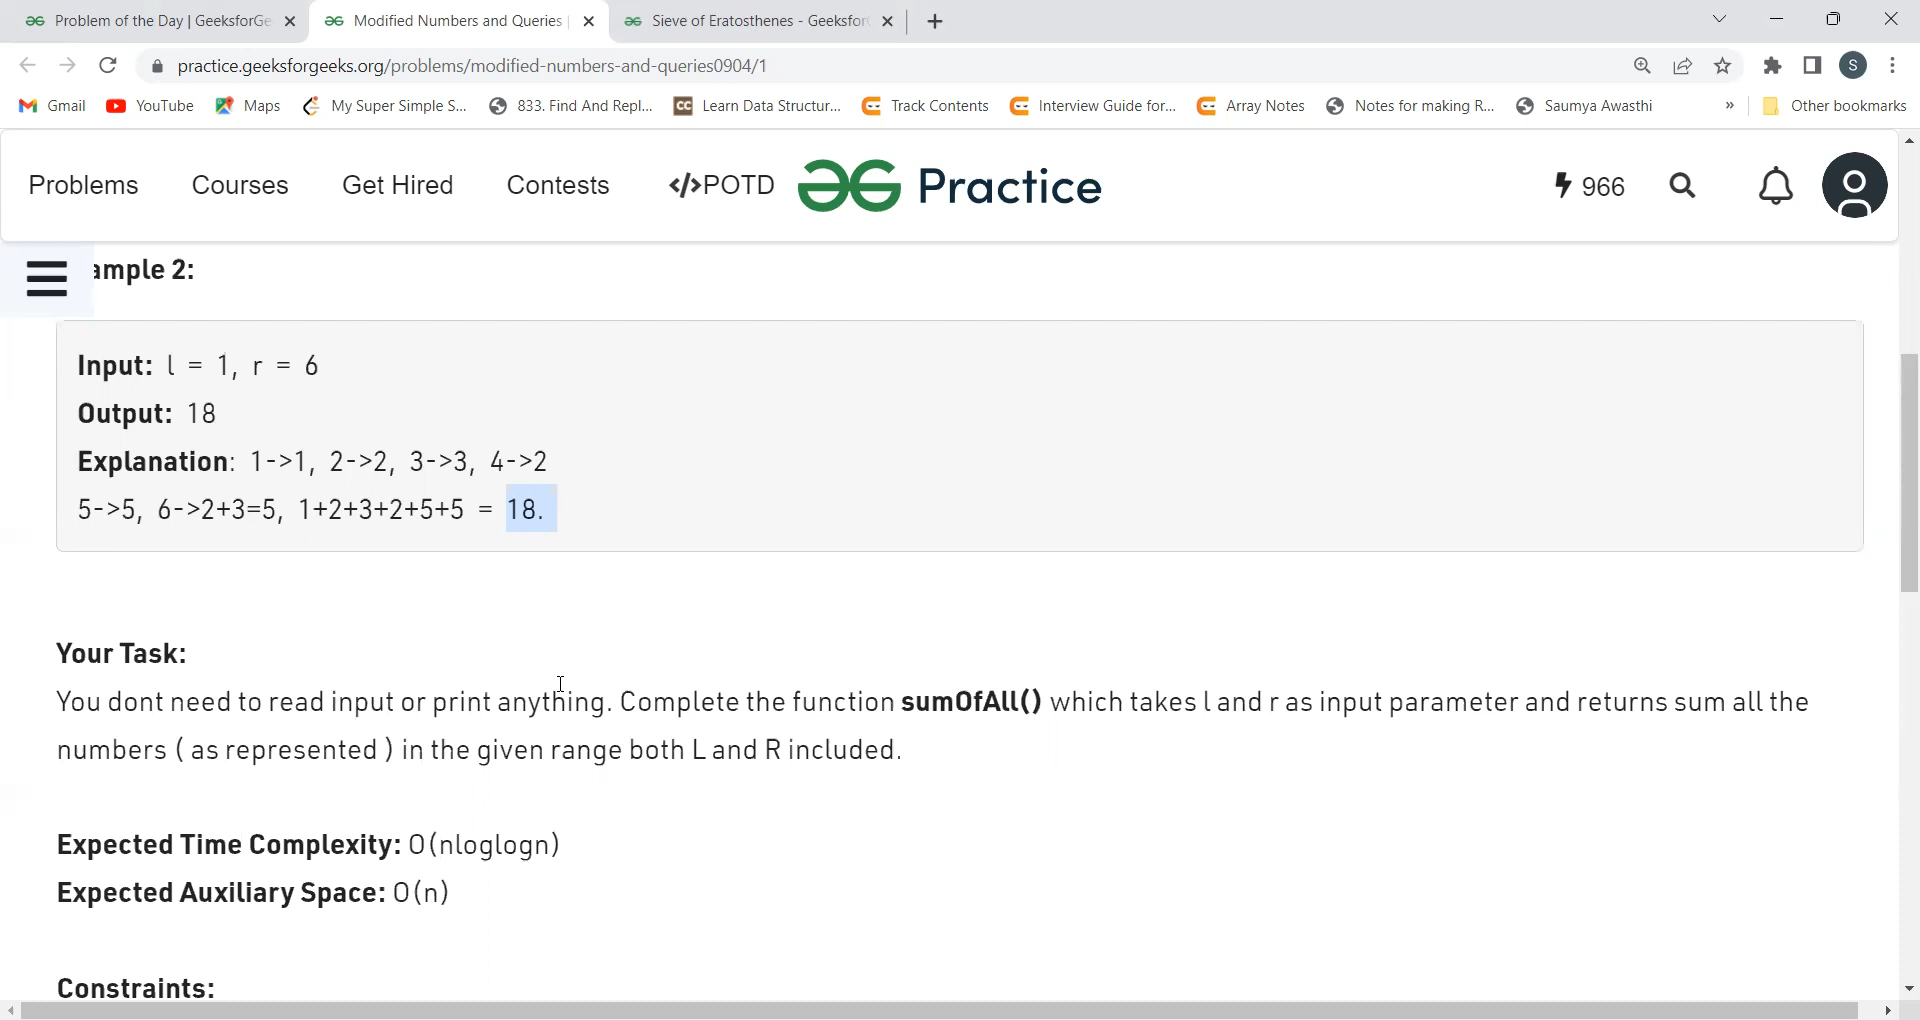 Problem of the Day | GeeksforGe
Modified Numbers and Queries |
Sieve of Eratosthenes - Geeksfor
practice.geeksforgeeks.org/problems/modified-numbers-and-queries0904/1
S
Gmail
YouTube
Maps
My Super Simple S...
833. Find And Repl...
CC
Learn Data Structur...
Track Contents
Interview Guide for...
Array Notes
Notes for making R...
Saumya Awasthi
»
Other bookmarks
Problems
Courses
Get Hired
Contests
</>POTD
Practice
966
ample 2:
Input: l = 1, r = 6
Output: 18
Explanation: 1->1, 2->2, 3->3, 4->2
5->5, 6->2+3=5, 1+2+3+2+5+5 = 18.
Your Task:
You dont need to read input or print anything. Complete the function sumOfAll() which takes l and r as input parameter and returns sum all the
numbers ( as represented ) in the given range both L and R included.
Expected Time Complexity: O(nloglogn)
Expected Auxiliary Space: O(n)
Constraints: